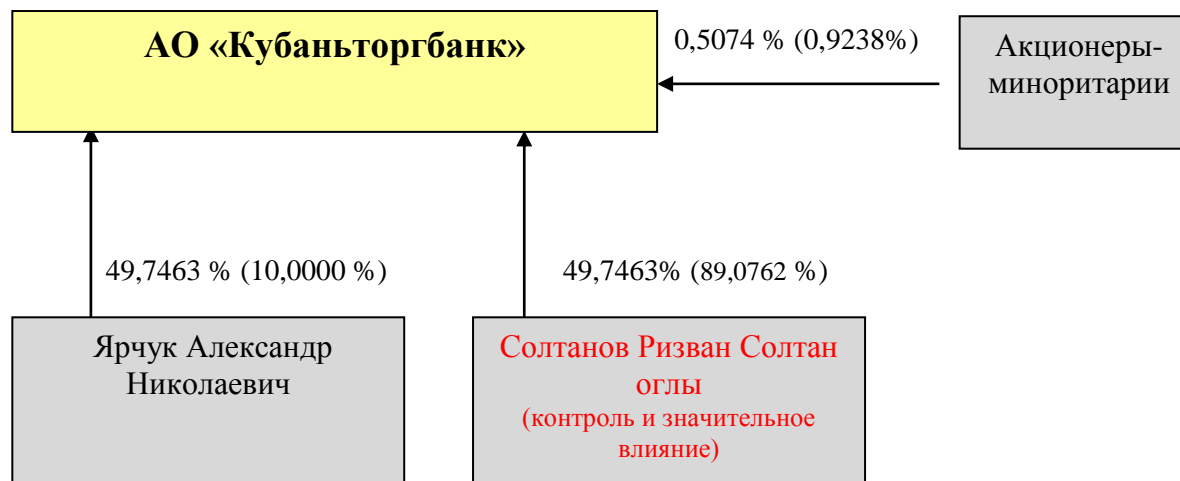 АО «Кубаньторгбанк»
0,5074 % (0,9238%)
Акционеры-
миноритарии
49,7463 % (10,0000 %)
49,7463% (89,0762 %)
Ярчук Александр
Николаевич
Солтанов Ризван Солтан
оглы
(контроль и значительное
влияние)